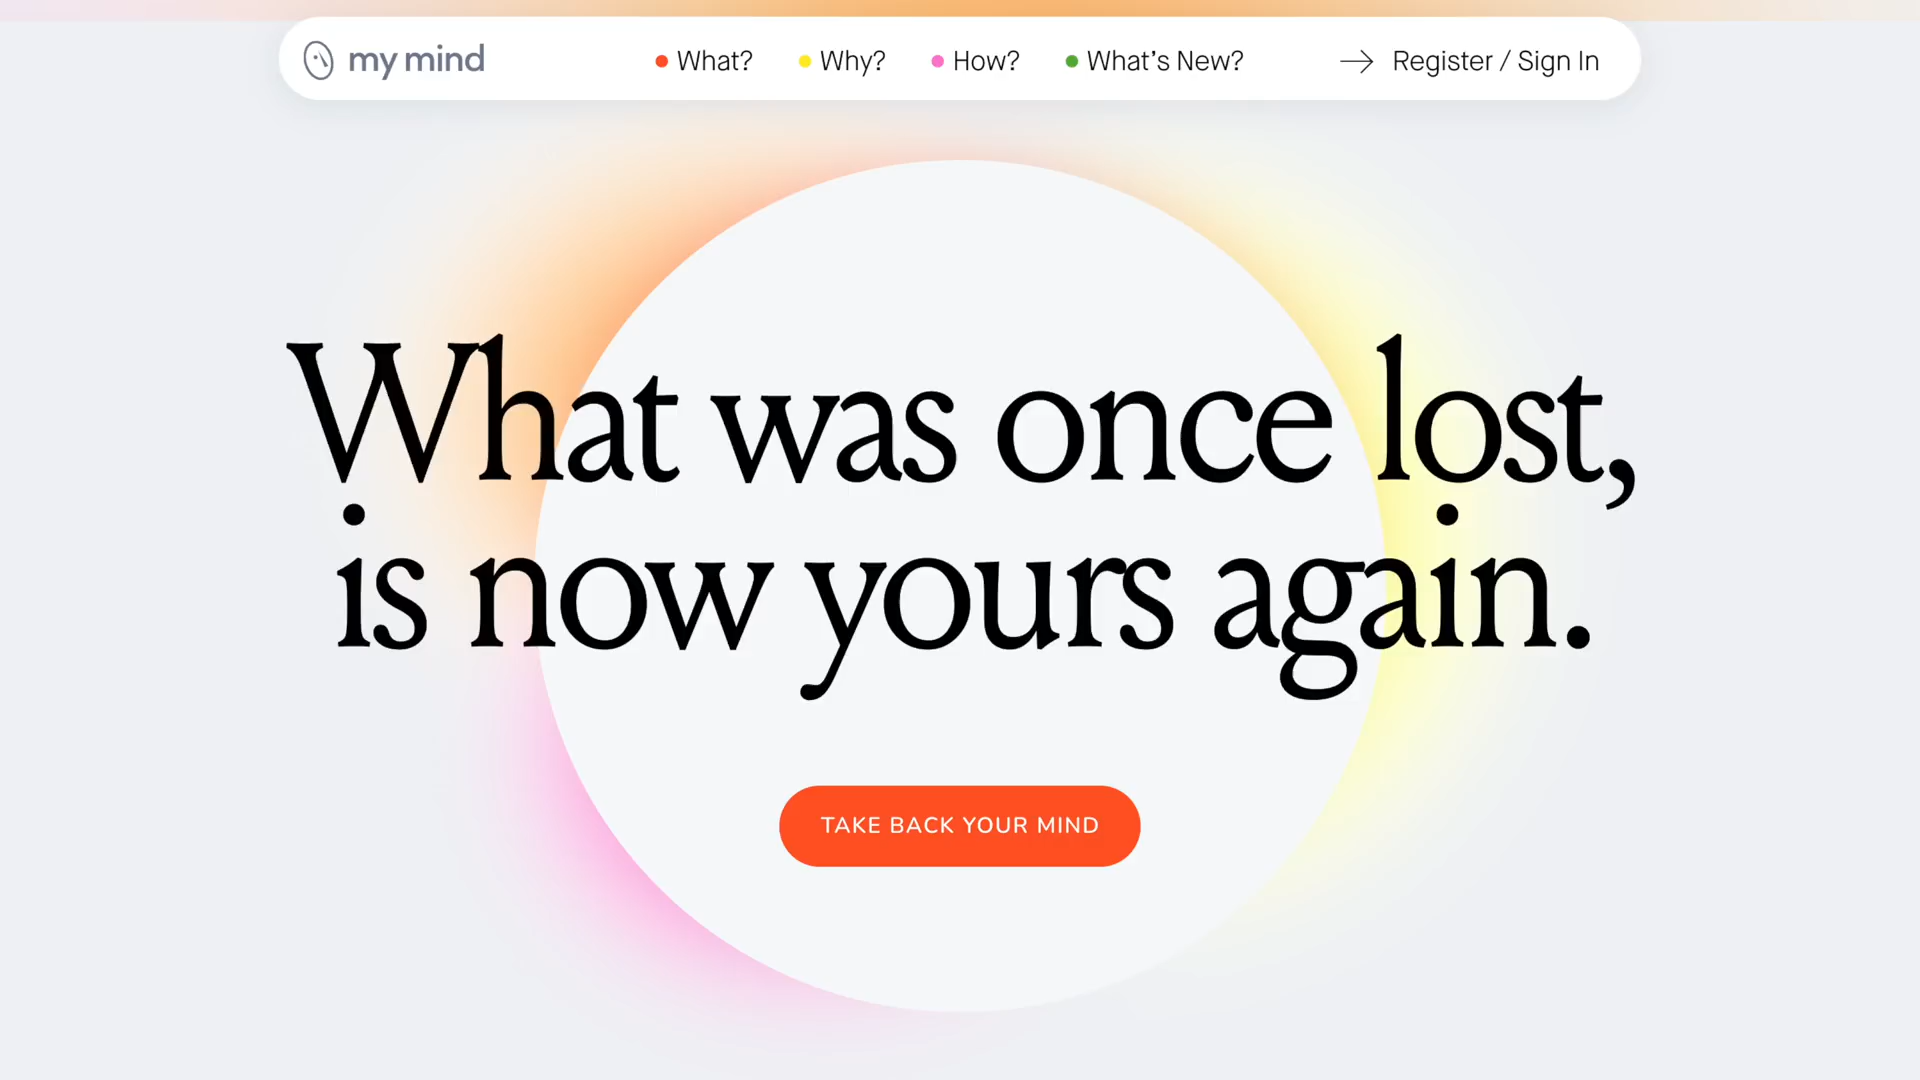 my mind
What?
Why?
How?
What’s New?
Register / Sign In
What was once lost,
is now yours again.
TAKE BACK YOUR MIND